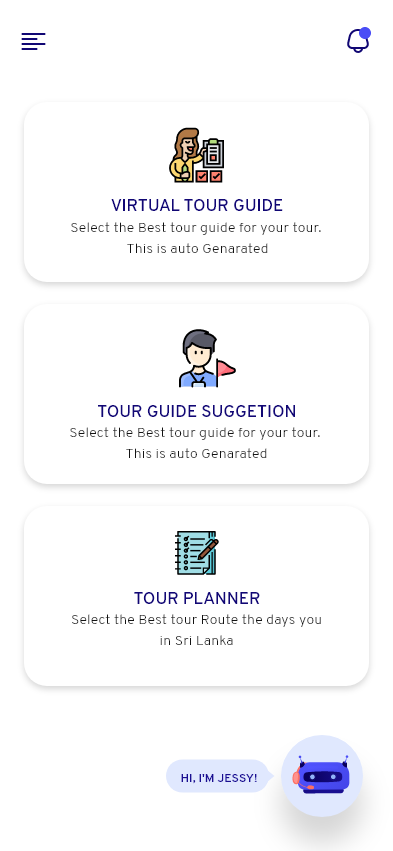 VIRTUAL TOUR GUIDE
Select the Best tour guide for your tour.
This is auto Genarated
TOUR GUIDE SUGGETION
Select the Best tour guide for your tour.
This is auto Genarated
TOUR PLANNER
Select the Best tour Route the days you
in Sri Lanka
HI, I'M JESSY!